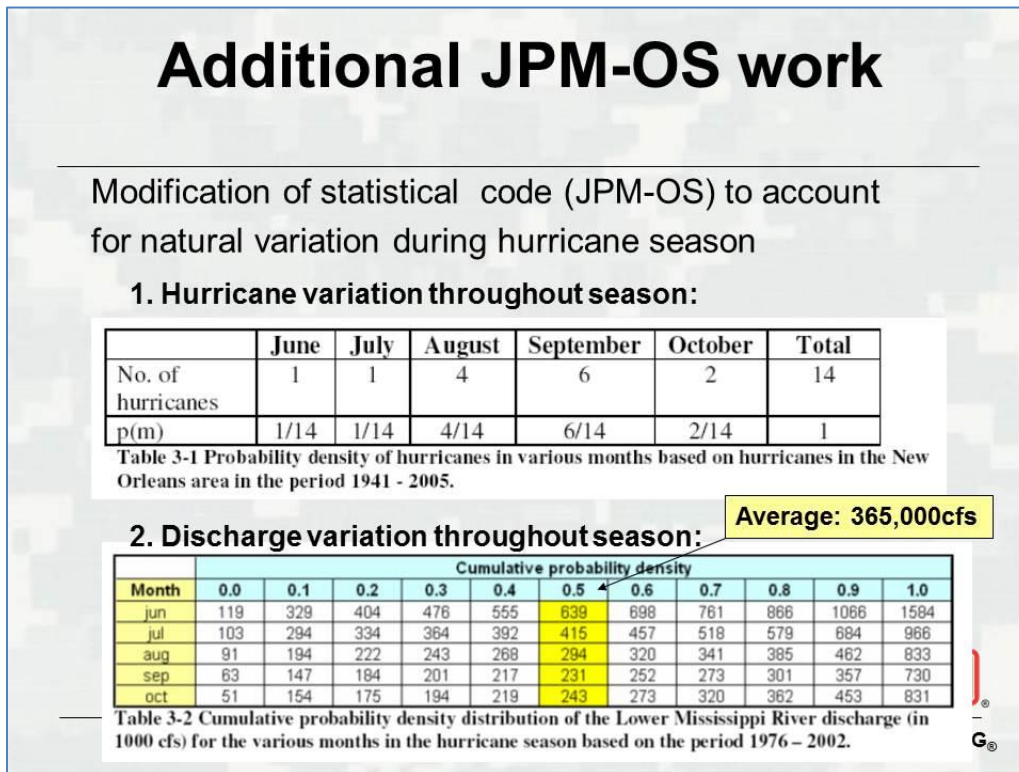 Additional JPM-OS work
Modification of statistical code (JPM-OS) to account
for natural variation during hurricane season
1. Hurricane variation throughout season:
June July August September October Total
No. of hurricanes 1 1 4 6 2 14
p(m) 1/14 1/14 4/14 6/14 2/14 1
Table 3-1 Probability density of hurricanes in various months based on hurricanes in the New
Orleans area in the period 1941 - 2005.
Average: 365,000cfs
2. Discharge variation throughout season:
Cumulative probability density
Month 0.0 0.1 0.2 0.3 0.4 0.5 0.6 0.7 0.8 0.9 1.0
jun 119 329 404 476 555 639 698 761 866 1066 1584
jul 103 294 334 364 392 415 457 518 579 684 966
aug 91 194 222 243 268 294 320 341 385 462 833
sep 63 147 184 201 217 231 252 273 301 357 730
oct 51 154 175 194 219 243 273 320 362 453 831
Table 3-2 Cumulative probability density distribution of the Lower Mississippi River discharge (in
1000 cfs) for the various months in the hurricane season based on the period 1976 – 2002.
®
G®